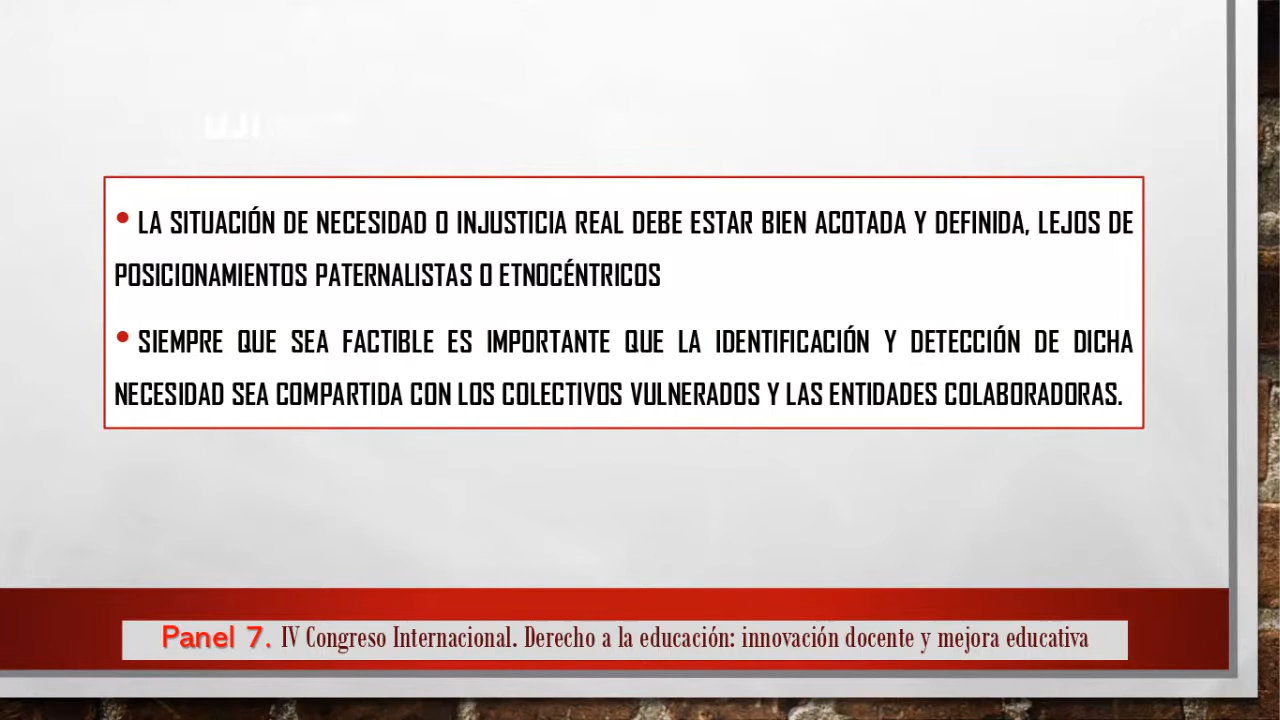 • LA SITUACIÓN DE NECESIDAD O INJUSTICIA REAL DEBE ESTAR BIEN ACOTADA Y DEFINIDA, LEJOS DE
POSICIONAMIENTOS PATERNALISTAS O ETNOCÉNTRICOS
• SIEMPRE QUE SEA FACTIBLE ES IMPORTANTE QUE LA IDENTIFICACIÓN Y DETECCIÓN DE DICHA
NECESIDAD SEA COMPARTIDA CON LOS COLECTIVOS VULNERADOS Y LAS ENTIDADES COLABORADORAS.
Panel 7. IV Congreso Internacional. Derecho a la educación: innovación docente y mejora educativa